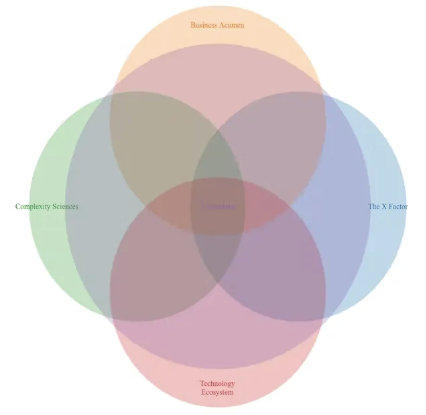 Business Acumen
Complexity Sciences
The X Factor
Technology
Ecosystem